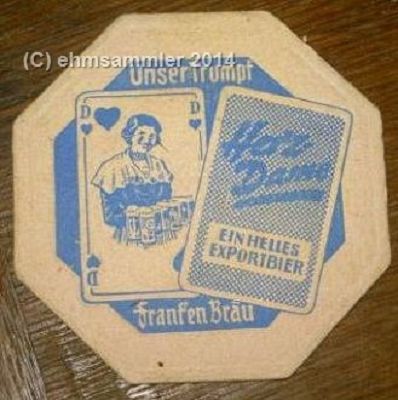 (C) ehmsammler 2014
Unser Trumpf
D
D
Herz
Dame
EIN HELLES
EXPORTBIER
D
Franken Bräu